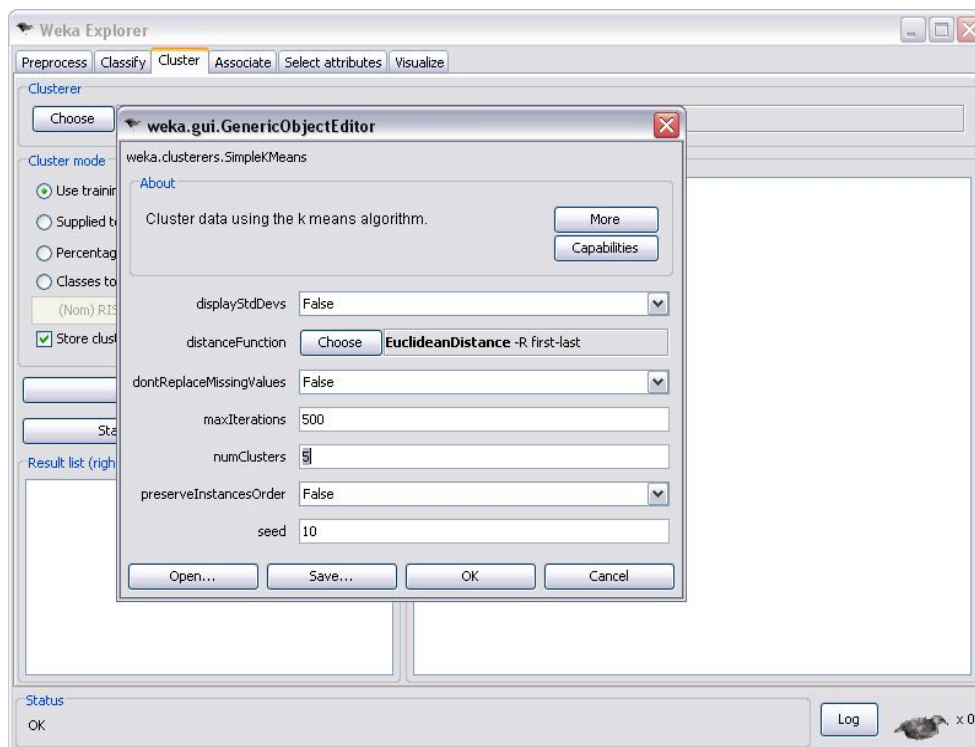 Weka Explorer
Preprocess Classify Cluster Associate Select attributes Visualize
Clusterer
Choose
weka.gui.GenericObjectEditor
weka.clusterers.SimpleKMeans
About
Cluster data using the k means algorithm.
More
Capabilities
displayStdDevs False
distanceFunction Choose EuclideanDistance -R first-last
dontReplaceMissingValues False
maxIterations 500
numClusters 5
preserveInstancesOrder False
seed 10
Open... Save... OK Cancel
Cluster mode
Use trainin
Supplied t
Percentag
Classes to
(Nom) RIS
Store clust
Sta
Result list (righ
Status
OK
Log x 0